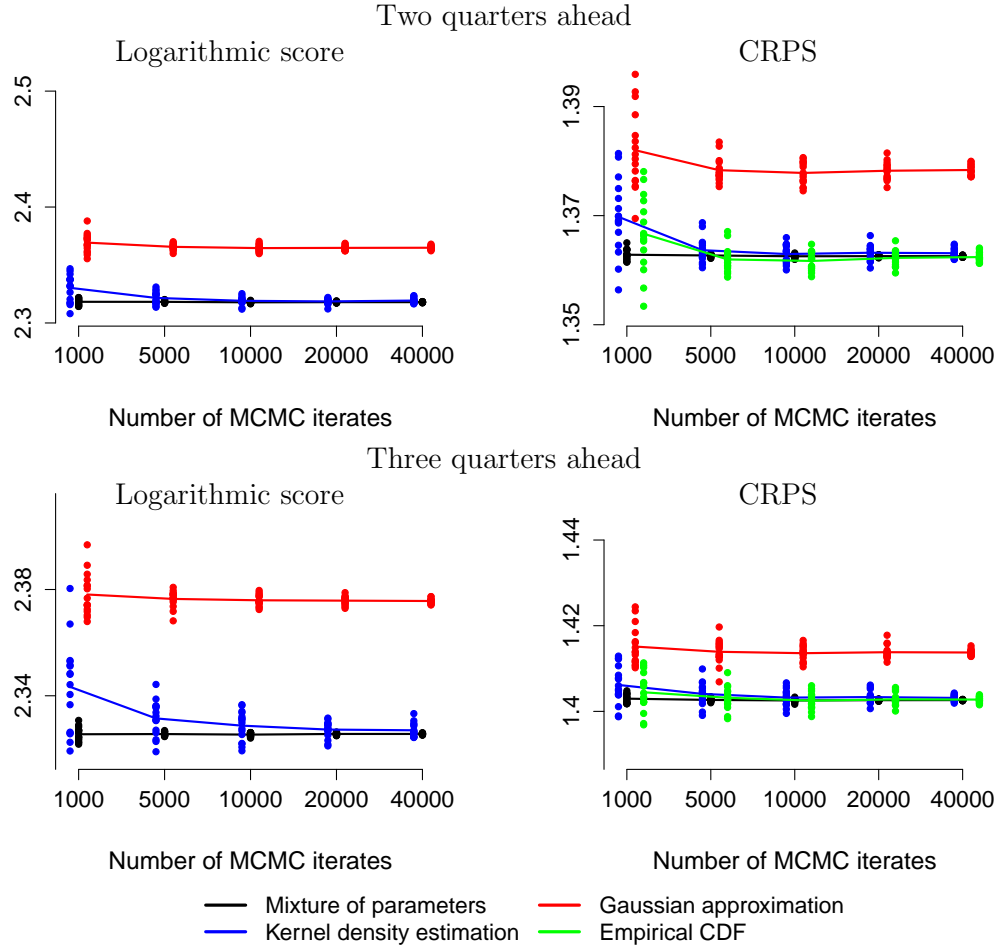 Two quarters ahead
Logarithmic score CRPS
2.5
2.4
2.3
1000 5000 10000 20000 40000
Number of MCMC iterates
1.39
1.37
1.35
1000 5000 10000 20000 40000
Number of MCMC iterates
Three quarters ahead
Logarithmic score CRPS
2.38
2.34
1000 5000 10000 20000 40000
Number of MCMC iterates
1.44
1.42
1.4
1000 5000 10000 20000 40000
Number of MCMC iterates
Mixture of parameters Gaussian approximation
Kernel density estimation Empirical CDF